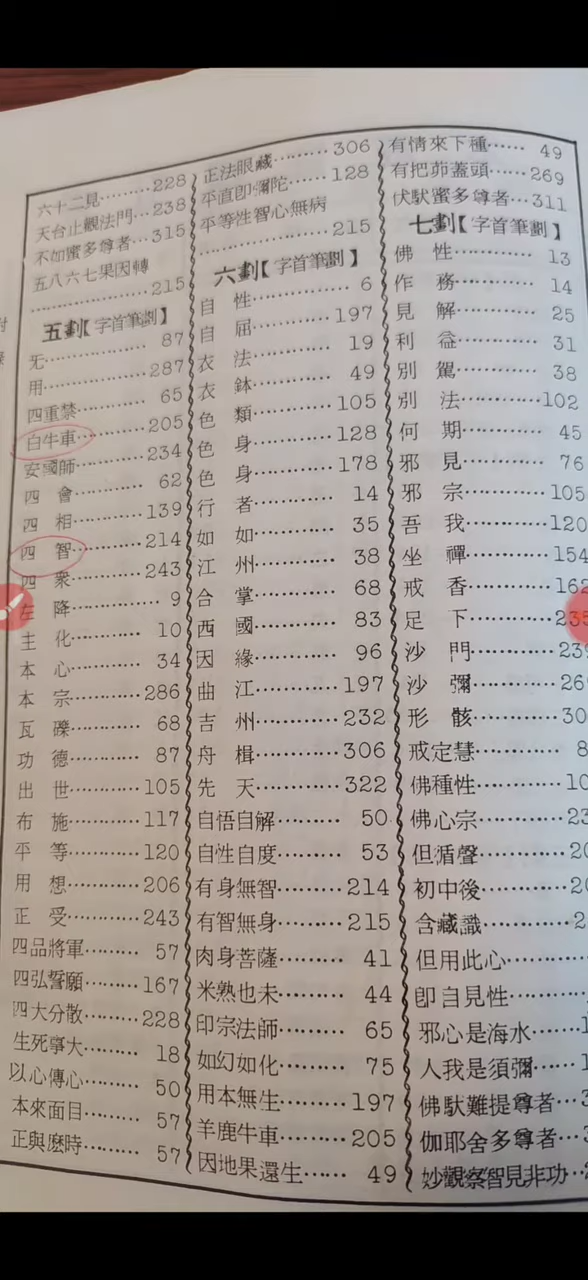 六十二見………228
天台止觀法門…238
不如蜜多尊者…315
五八六七果因轉
……………215
五劃【字首筆劃】
无………… 87
用…………287
四重禁……… 65
白牛車………205
安國師………234
四會……… 62
四相………139
四智………214
四衆………243
左降……… 9
主化……… 10
本心……… 34
本宗………286
瓦礫……… 68
功德……… 87
出世………105
布施………117
平等………120
用想………206
正受………243
四品將軍…… 57
四弘誓願……167
四大分散……228
生死事大…… 18
以心傳心…… 50
本來面目…… 57
正與麼時…… 57
正法眼藏………306
平直卽彌陀……128
平等性智心無病
……………215
六劃【字首筆劃】
自性……… 6
自屈………197
衣法……… 19
衣鉢……… 49
色類………105
色身………128
色身………178
行者……… 14
如如……… 35
江州……… 38
合掌……… 68
西國……… 83
因緣……… 96
曲江………197
吉州………232
舟楫………306
先天………322
自悟自解…… 50
自性自度…… 53
有身無智……214
有智無身……215
肉身菩薩…… 41
米熟也未…… 44
印宗法師…… 65
如幻如化…… 75
用本無生……197
羊鹿牛車……205
因地果還生…… 49
有情來下種…… 49
有把茆蓋頭……269
伏馱蜜多尊者…311
七劃【字首筆劃】
佛性……… 13
作務……… 14
見解……… 25
利益……… 31
別駕……… 38
別法………102
何期……… 45
邪見……… 76
邪宗………105
吾我………120
坐禪………154
戒香………162
足下………235
沙門………239
沙彌………26
形骸………30
戒定慧………8
佛種性………10
佛心宗………23
但循聲………20
初中後………20
含藏識………2
但用此心……
卽自見性……
邪心是海水…1
人我是須彌…1
佛馱難提尊者…3
伽耶舍多尊者…3
妙觀察智見非功…